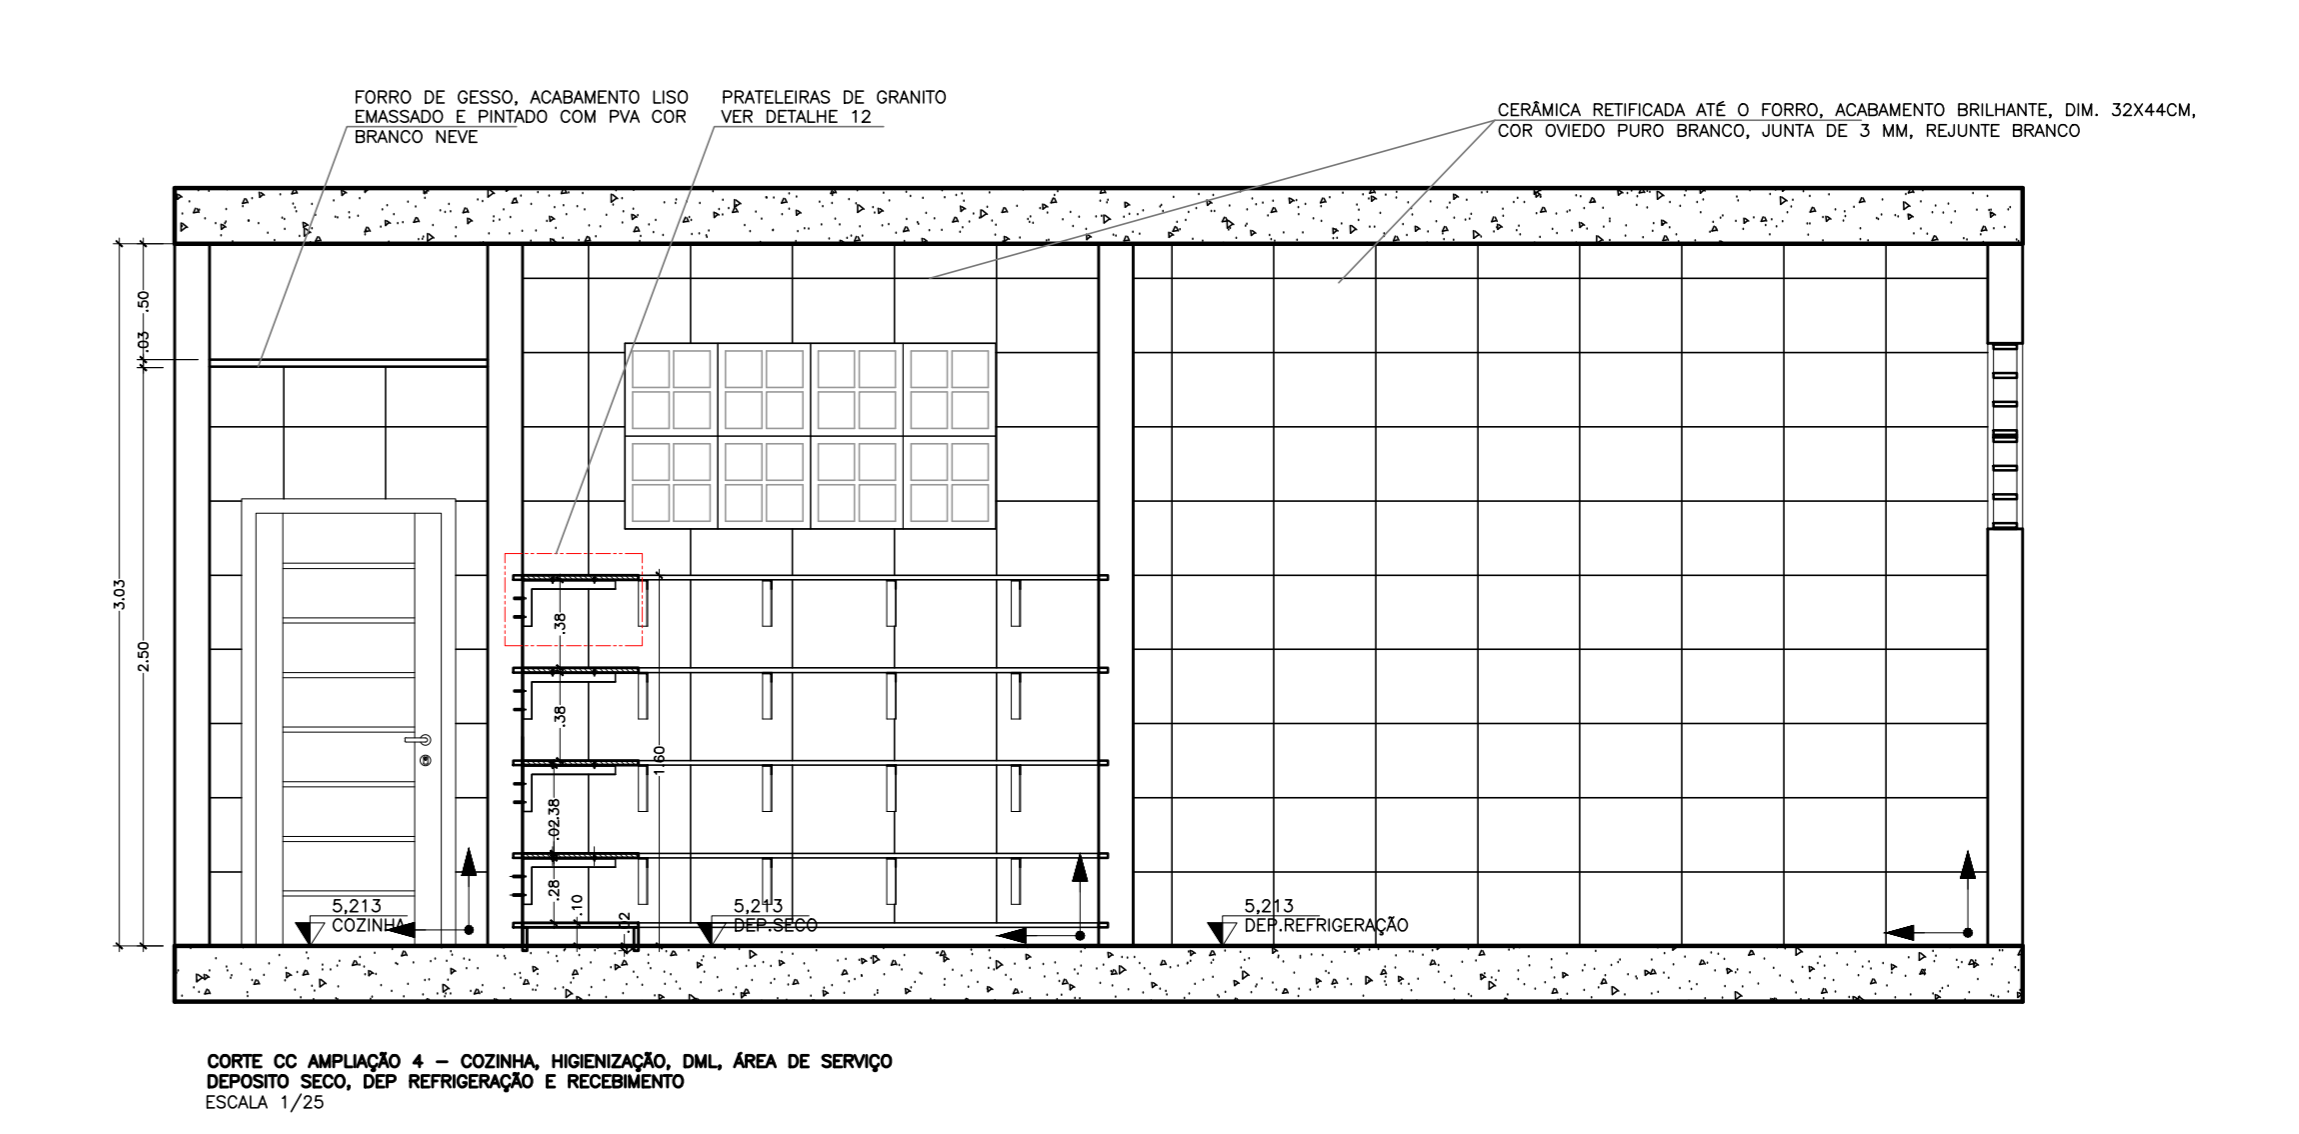 FORRO DE GESSO, ACABAMENTO LISO
EMASSADO E PINTADO COM PVA COR
BRANCO NEVE
PRATELEIRAS DE GRANITO
VER DETALHE 12
CERÂMICA RETIFICADA ATÉ O FORRO, ACABAMENTO BRILHANTE, DIM. 32X44CM,
COR OVIEDO PURO BRANCO, JUNTA DE 3 MM, REJUNTE BRANCO
.50
.03
3.03
2.50
.38
.38
1.60
.38
.02
.28
.10
5,213
COZINHA
5,213
DEP.SECO
5,213
DEP.REFRIGERAÇÃO
CORTE CC AMPLIAÇÃO 4 – COZINHA, HIGIENIZAÇÃO, DML, ÁREA DE SERVIÇO
DEPOSITO SECO, DEP REFRIGERAÇÃO E RECEBIMENTO
ESCALA 1/25